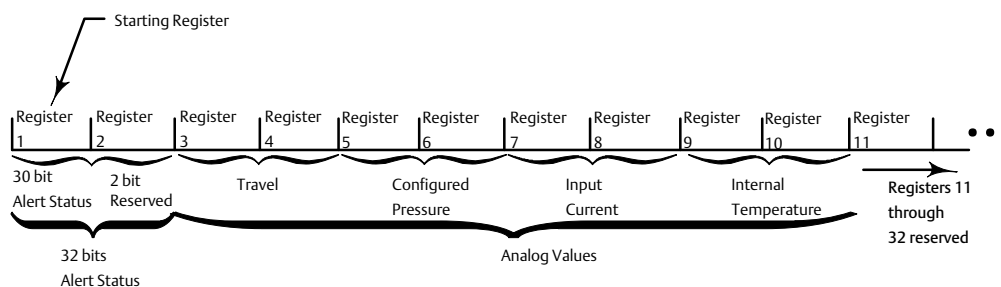 Starting Register
Register Register Register Register Register Register Register Register Register Register Register
1 2 3 4 5 6 7 8 9 10 11
30 bit
Alert Status
2 bit
Reserved
Travel
Configured
Pressure
Input
Current
Internal
Temperature
Registers 11
through
32 reserved
32 bits
Alert Status
Analog Values